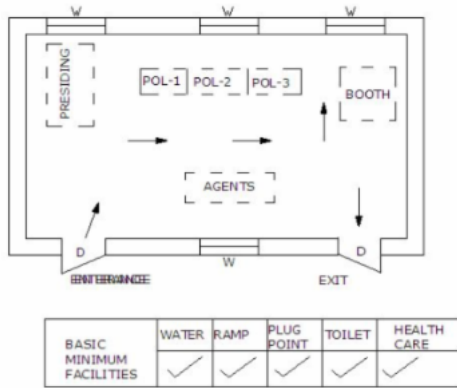 W W W
PRESIDING
POL-1 POL-2 POL-3
BOOTH
AGENTS
D D
W
ENTERANCE EXIT
BASIC MINIMUM FACILITIES
WATER RAMP PLUG POINT TOILET HEALTH CARE